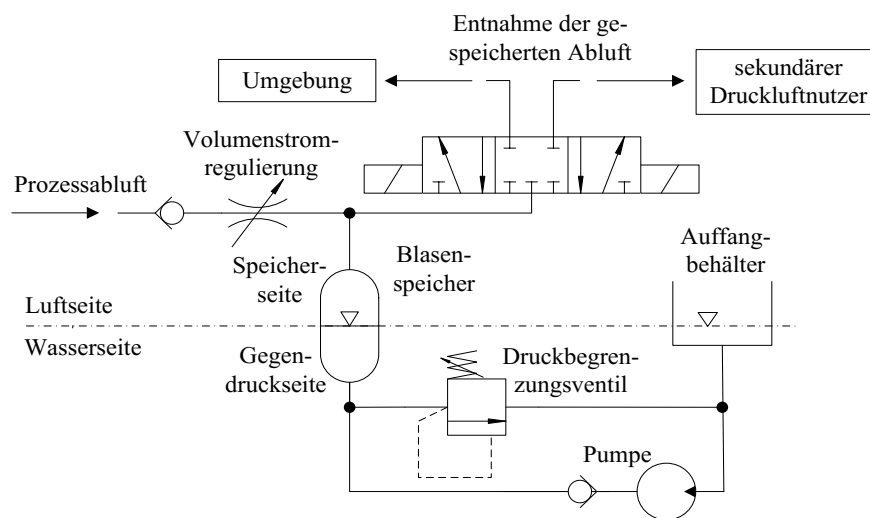 Entnahme der ge-
speicherten Abluft
Umgebung
sekundärer
Druckluftnutzer
Volumenstrom-
regulierung
Prozessabluft
Speicher-
seite
Blasen-
speicher
Auffang-
behälter
Luftseite
Wasserseite
Gegen-
druckseite
Druckbegren-
zungsventil
Pumpe